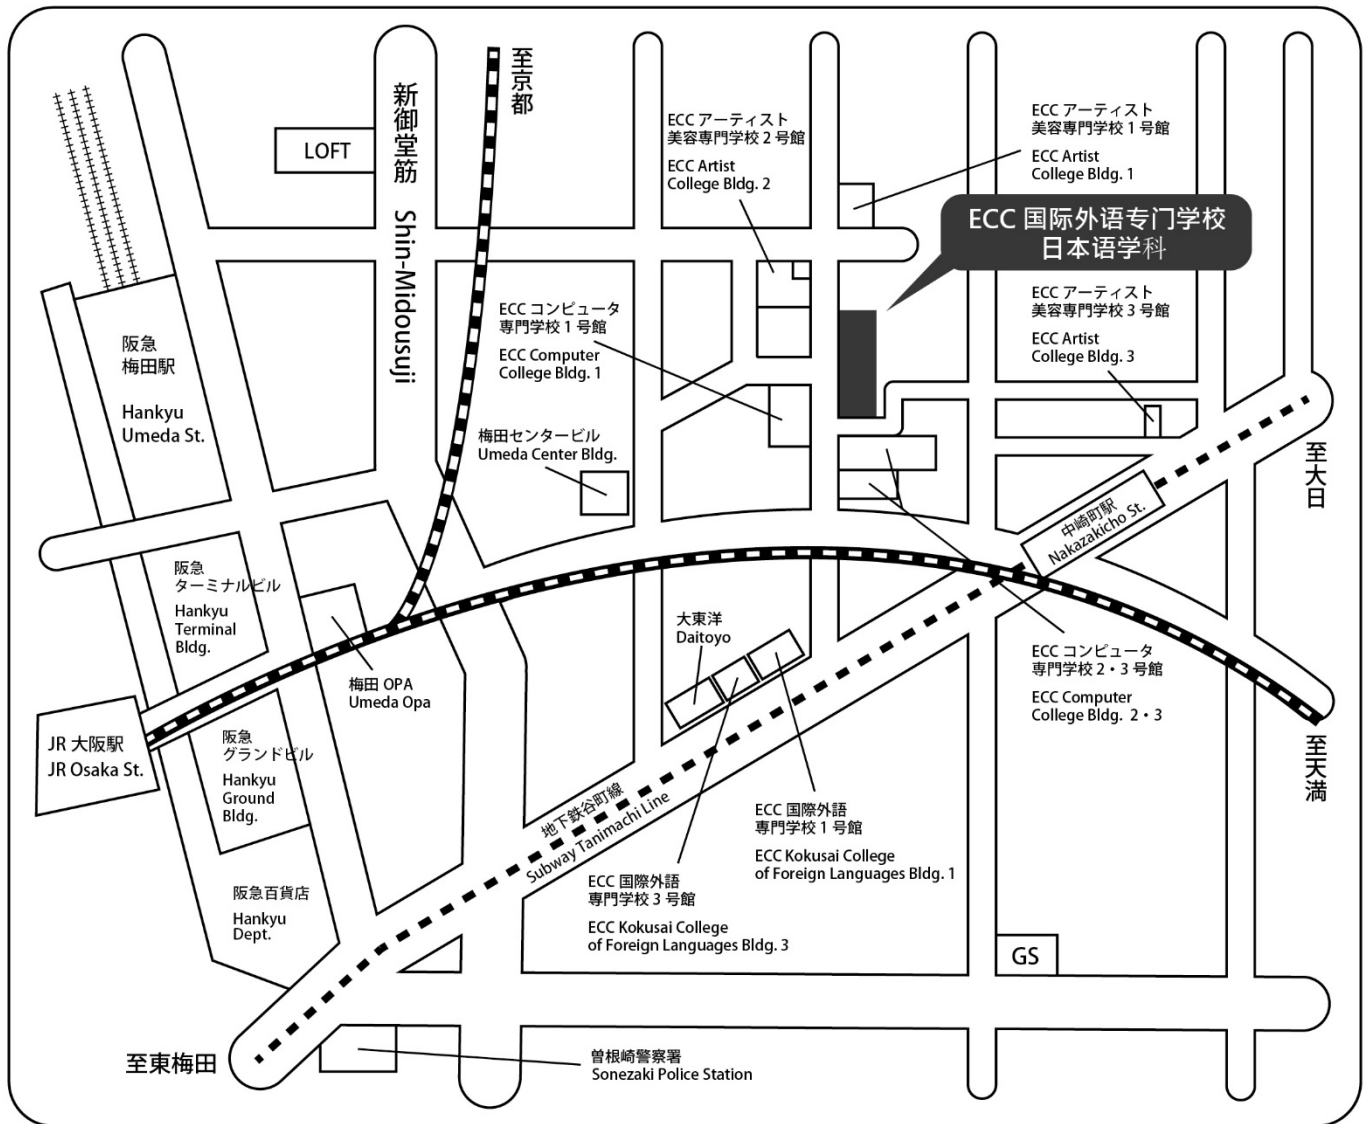 至京都
新御堂筋 Shin-Midousuji
LOFT
ECC アーティスト
美容専門学校 2 号館
ECC Artist
College Bldg. 2
ECC アーティスト
美容専門学校 1 号館
ECC Artist
College Bldg. 1
ECC 国际外语专门学校
日本语学科
ECC アーティスト
美容専門学校 3 号館
ECC Artist
College Bldg. 3
ECC コンピュータ
専門学校 1 号館
ECC Computer
College Bldg. 1
阪急
梅田駅
Hankyu
Umeda St.
梅田センタービル
Umeda Center Bldg.
至大日
中崎町駅
Nakazakicho St.
阪急
ターミナルビル
Hankyu
Terminal
Bldg.
大東洋
Daitoyo
ECC コンピュータ
専門学校 2・3 号館
ECC Computer
College Bldg. 2・3
梅田 OPA
Umeda Opa
JR 大阪駅
JR Osaka St.
阪急
グランドビル
Hankyu
Ground
Bldg.
至天満
地下鉄谷町線
Subway Tanimachi Line
ECC 国際外語
専門学校 1 号館
ECC Kokusai College
of Foreign Languages Bldg. 1
ECC 国際外語
専門学校 3 号館
ECC Kokusai College
of Foreign Languages Bldg. 3
阪急百貨店
Hankyu
Dept.
GS
至東梅田
曽根崎警察署
Sonezaki Police Station